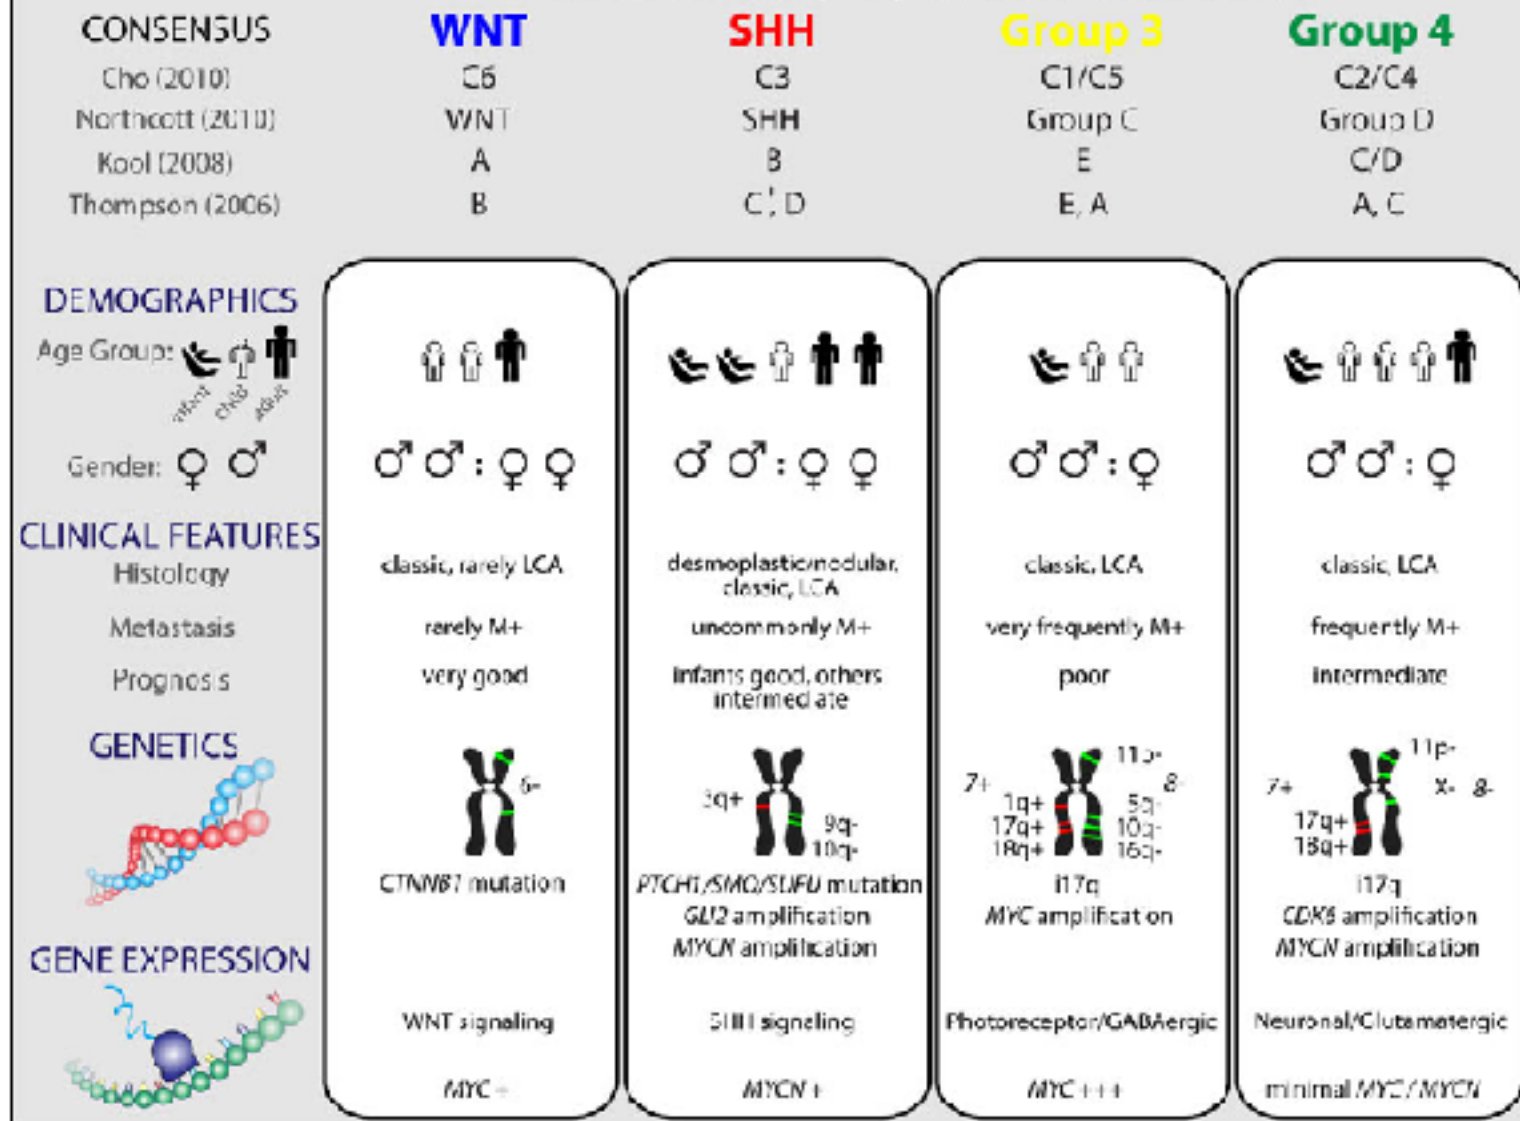 CONSENSUS WNT SHH Group 3 Group 4
Cho (2010) C6 C3 C1/C5 C2/C4
Northcott (2010) WNT SHH Group C Group D
Kool (2008) A B E C/D
Thompson (2006) B C, D E, A A, C
DEMOGRAPHICS
Age Group:
infant child adult
Gender: ♀ ♂ ♂♂:♀♀ ♂♂:♀♀ ♂♂:♀ ♂♂:♀
CLINICAL FEATURES
Histology classic, rarely LCA desmoplastic/nodular, classic, LCA classic, LCA
classic, LCA
Metastasis rarely M+ uncommonly M+ very frequently M+ frequently M+
Prognosis very good infants good, others poor intermediate
intermediate
GENETICS
6-
3q+
9q-
10q-
11p-
7+ 8-
1q+ 5q-
17q+ 10q-
18q+ 16q-
11p-
7+ X- 8-
17q+
18q+
CTNNB1 mutation PTCH1/SMO/SUFU mutation i17q i17q
GLI2 amplification MYC amplification CDK6 amplification
MYCN amplification MYCN amplification
GENE EXPRESSION
WNT signaling SHH signaling Photoreceptor/GABAergic Neuronal/Glutamatergic
MYC + MYCN + MYC +++ minimal MYC / MYCN